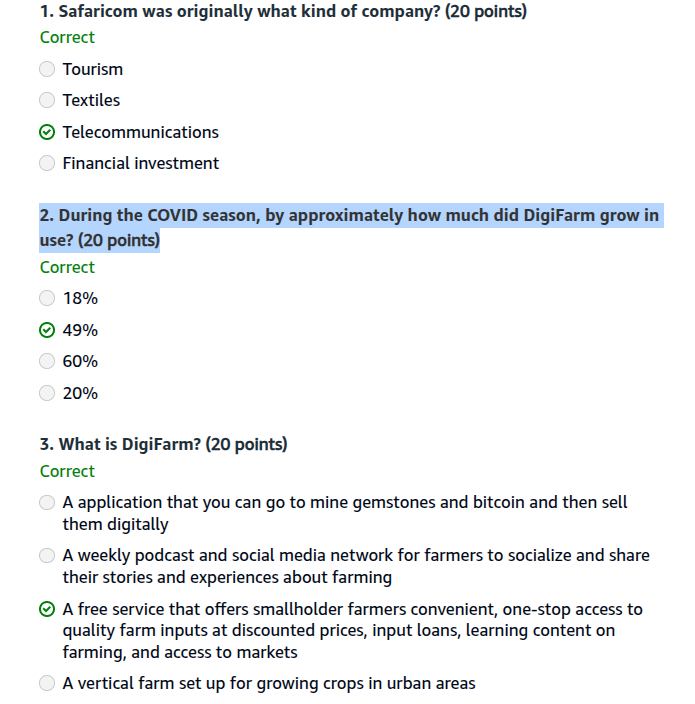 1. Safaricom was originally what kind of company? (20 points)
Correct
Tourism
Textiles
Telecommunications
Financial investment
2. During the COVID season, by approximately how much did DigiFarm grow in
use? (20 points)
Correct
18%
49%
60%
20%
3. What is DigiFarm? (20 points)
Correct
A application that you can go to mine gemstones and bitcoin and then sell
them digitally
A weekly podcast and social media network for farmers to socialize and share
their stories and experiences about farming
A free service that offers smallholder farmers convenient, one-stop access to
quality farm inputs at discounted prices, input loans, learning content on
farming, and access to markets
A vertical farm set up for growing crops in urban areas